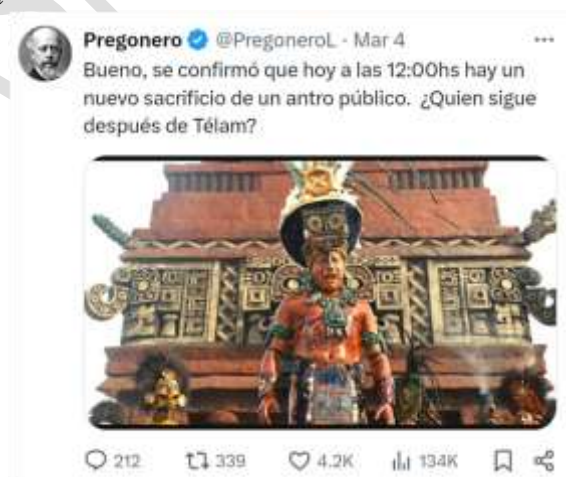 Pregonero @PregoneroL · Mar 4
Bueno, se confirmó que hoy a las 12:00hs hay un
nuevo sacrificio de un antro público. ¿Quien sigue
después de Télam?
212 339 4.2K 134K